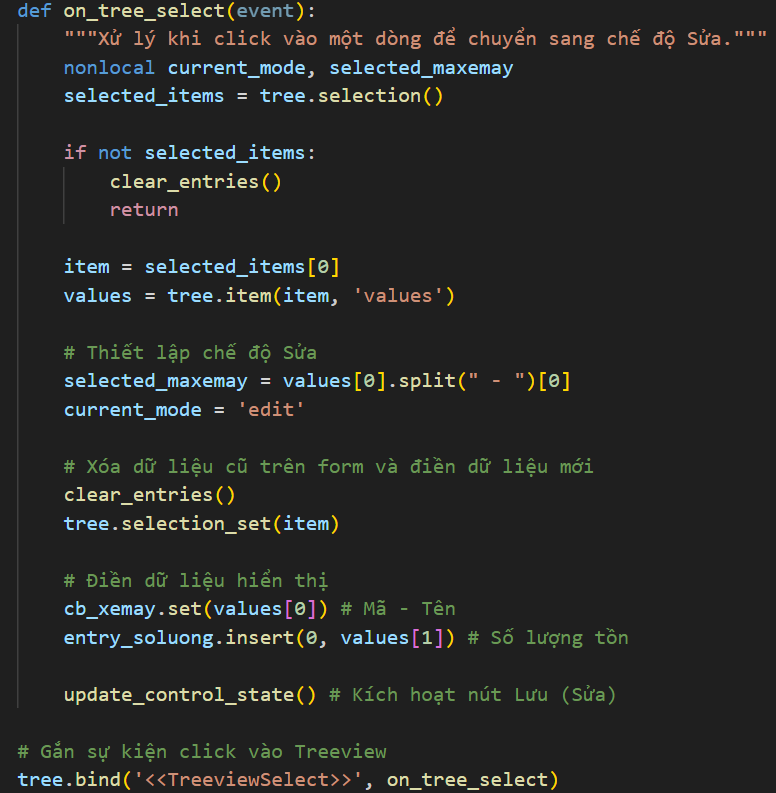 def on_tree_select(event):
"""Xử lý khi click vào một dòng để chuyển sang chế độ Sửa."""
nonlocal current_mode, selected_maxemay
selected_items = tree.selection()
if not selected_items:
clear_entries()
return
item = selected_items[0]
values = tree.item(item, 'values')
# Thiết lập chế độ Sửa
selected_maxemay = values[0].split(" - ")[0]
current_mode = 'edit'
# Xóa dữ liệu cũ trên form và điền dữ liệu mới
clear_entries()
tree.selection_set(item)
# Điền dữ liệu hiển thị
cb_xemay.set(values[0]) # Mã - Tên
entry_soluong.insert(0, values[1]) # Số lượng tồn
update_control_state() # Kích hoạt nút Lưu (Sửa)
# Gắn sự kiện click vào Treeview
tree.bind('<<TreeviewSelect>>', on_tree_select)